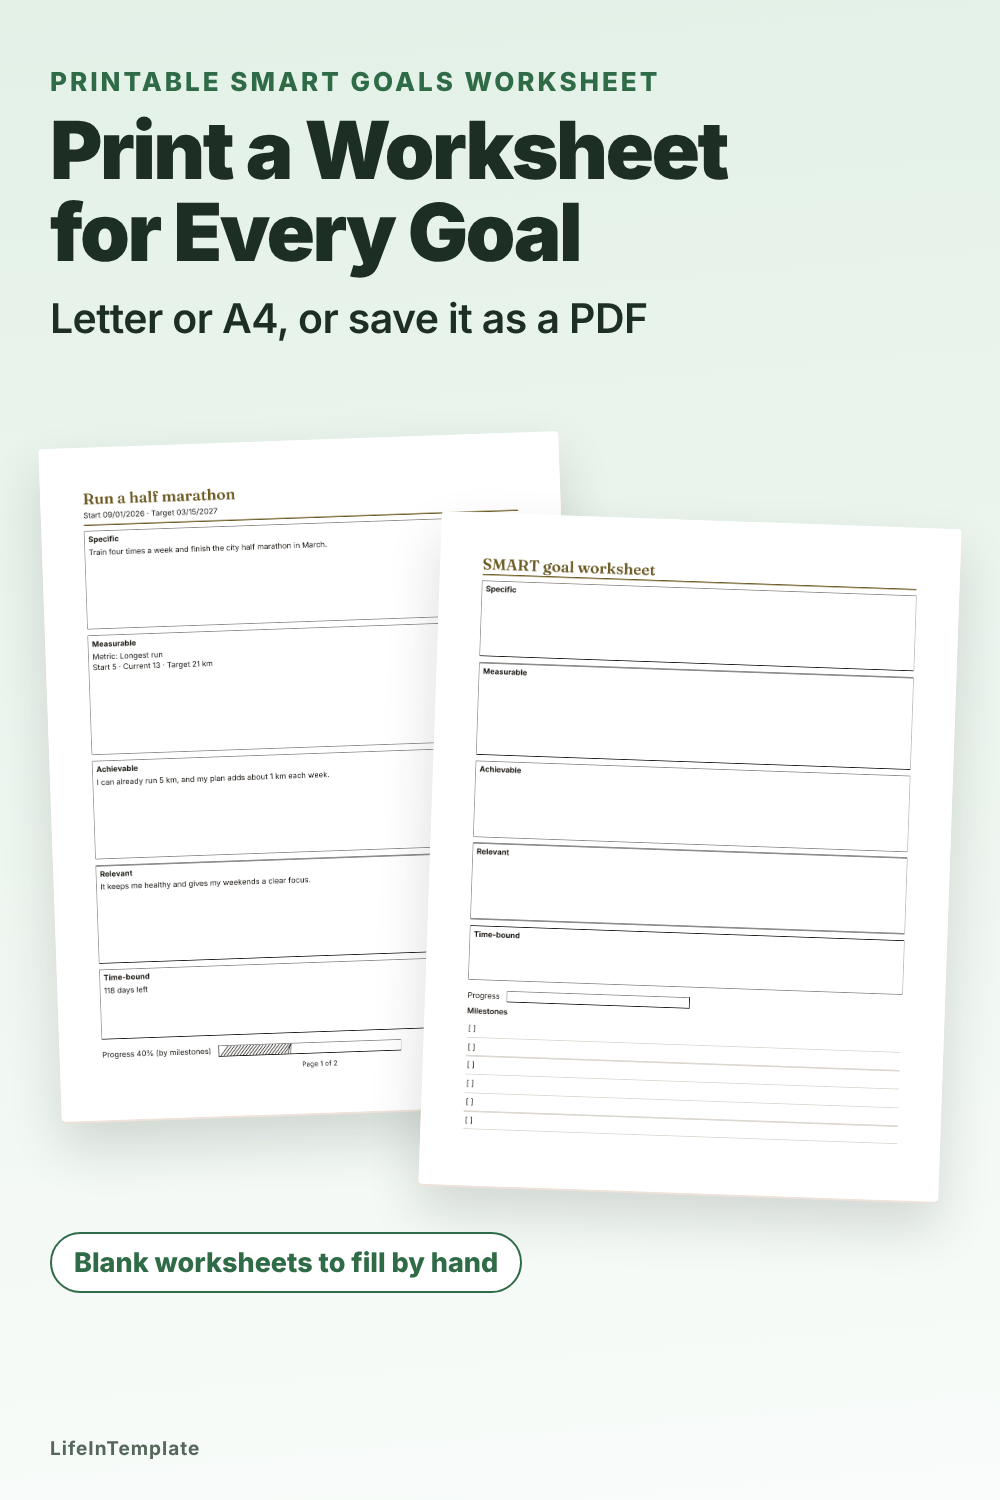 PRINTABLE SMART GOALS WORKSHEET
Print a Worksheet
for Every Goal
Letter or A4, or save it as a PDF
Run a half marathon
Start 09/01/2026 · Target 03/15/2027
Specific
Train four times a week and finish the city half marathon in March.
Measurable
Metric: Longest run
Start 5 · Current 13 · Target 21 km
Achievable
I can already run 5 km, and my plan adds about 1 km each week.
Relevant
It keeps me healthy and gives my weekends a clear focus.
Time-bound
118 days left
Progress 40% (by milestones)
Page 1 of 2
SMART goal worksheet
Specific
Measurable
Achievable
Relevant
Time-bound
Progress
Milestones
[ ]
[ ]
[ ]
[ ]
[ ]
[ ]
Blank worksheets to fill by hand
LifeInTemplate